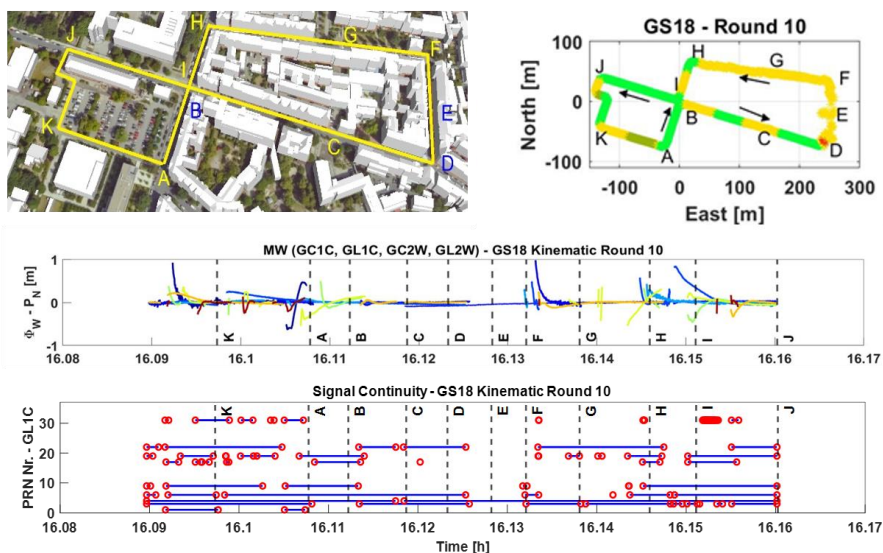 H
J
G
F
I
B
E
K
C
D
A
GS18 - Round 10
North [m]
100
0
-100
-100 0 100 200 300
East [m]
H
J
G
F
I
B
E
K
C
D
A
MW (GC1C, GL1C, GC2W, GL2W) - GS18 Kinematic Round 10
Φ_W - P_N [m]
1
0
-1
K A B C D E F G H I J
16.08 16.09 16.1 16.11 16.12 16.13 16.14 16.15 16.16 16.17
Signal Continuity - GS18 Kinematic Round 10
K A B C D E F G H I J
PRN Nr. - GL1C
30
20
10
0
16.08 16.09 16.1 16.11 16.12 16.13 16.14 16.15 16.16 16.17
Time [h]